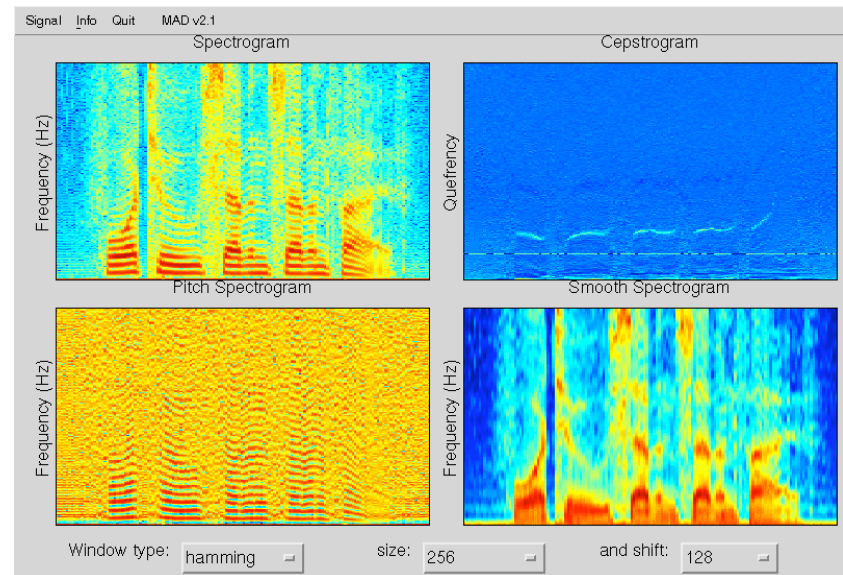 Signal Info Quit MAD v2.1
Spectrogram
Cepstrogram
Frequency (Hz)
Quefrency
Pitch Spectrogram
Smooth Spectrogram
Frequency (Hz)
Frequency (Hz)
Window type: hamming size: 256 and shift: 128